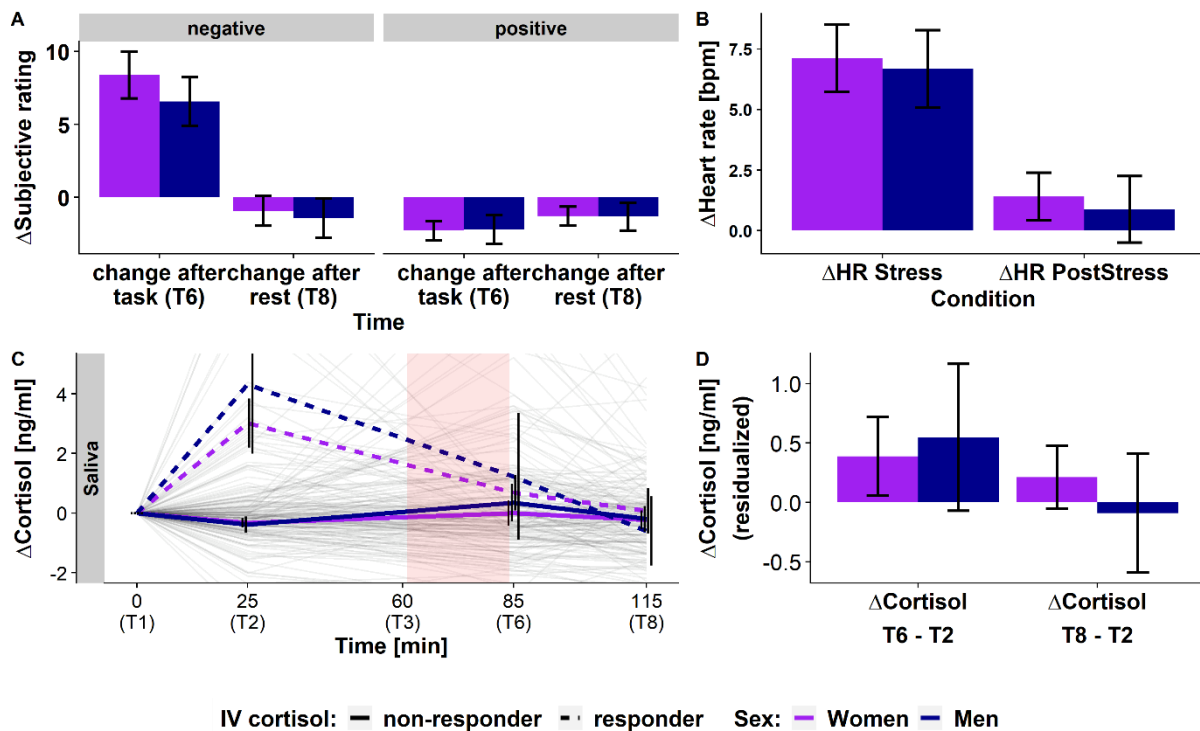 A
negative
positive
ΔSubjective rating
10
5
0
change after
task (T6)
change after
rest (T8)
change after
task (T6)
change after
rest (T8)
Time
B
ΔHeart rate [bpm]
7.5
5.0
2.5
0.0
ΔHR Stress
ΔHR PostStress
Condition
C
Saliva
ΔCortisol [ng/ml]
4
2
0
-2
0
(T1)
25
(T2)
60
(T3)
85
(T6)
115
(T8)
Time [min]
D
ΔCortisol [ng/ml]
(residualized)
1.0
0.5
0.0
-0.5
ΔCortisol
T6 - T2
ΔCortisol
T8 - T2
IV cortisol: non-responder responder Sex: Women Men